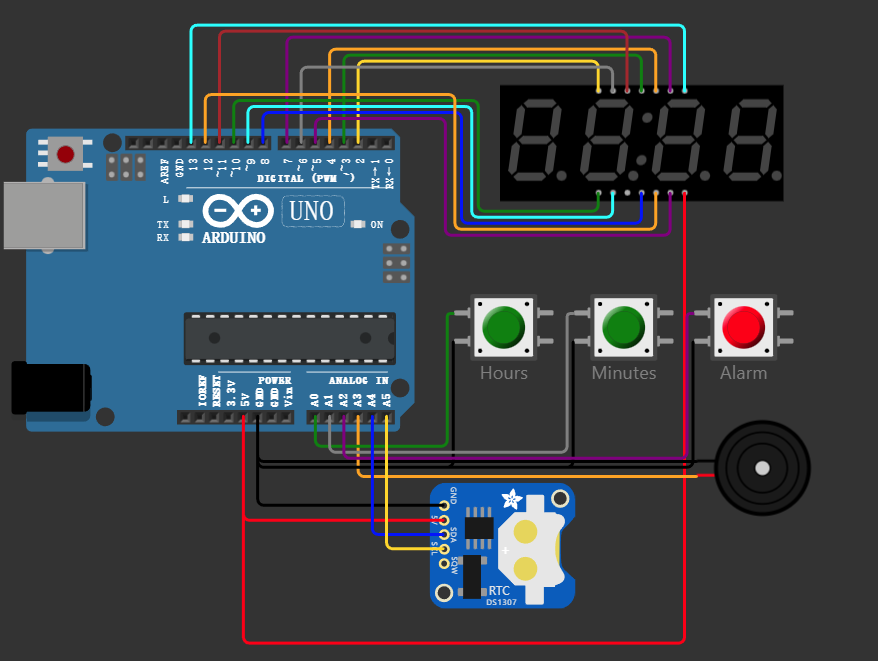 AREF
GND
13
12
~11
~10
~9
8
7
~6
~5
4
~3
2
TX→1
RX←0
DIGITAL (PWM ~)
L
TX
RX
UNO
ON
ARDUINO
IOREF
RESET
3.3V
5V
GND
GND
Vin
POWER
ANALOG IN
A0
A1
A2
A3
A4
A5
Hours
Minutes
Alarm
GND
5V
SDA
SCL
SQW
RTC
DS1307